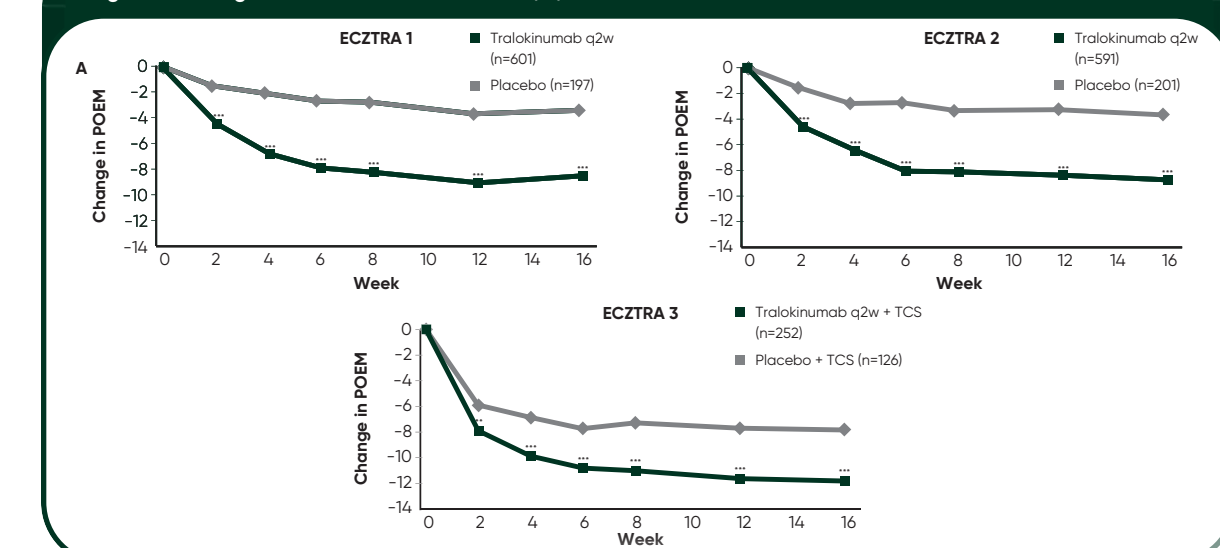 ECZTRA 1
Tralokinumab q2w
(n=601)
Placebo (n=197)
A
Change in POEM
0
−2
−4
−6
−8
−10
−12
−14
***
***
***
***
***
***
0 2 4 6 8 10 12 14 16
Week
ECZTRA 2
Tralokinumab q2w
(n=591)
Placebo (n=201)
Change in POEM
0
−2
−4
−6
−8
−10
−12
−14
***
***
***
***
***
***
0 2 4 6 8 10 12 14 16
Week
ECZTRA 3
Tralokinumab q2w + TCS
(n=252)
Placebo + TCS (n=126)
Change in POEM
0
−2
−4
−6
−8
−10
−12
−14
**
***
***
***
***
***
0 2 4 6 8 10 12 14 16
Week